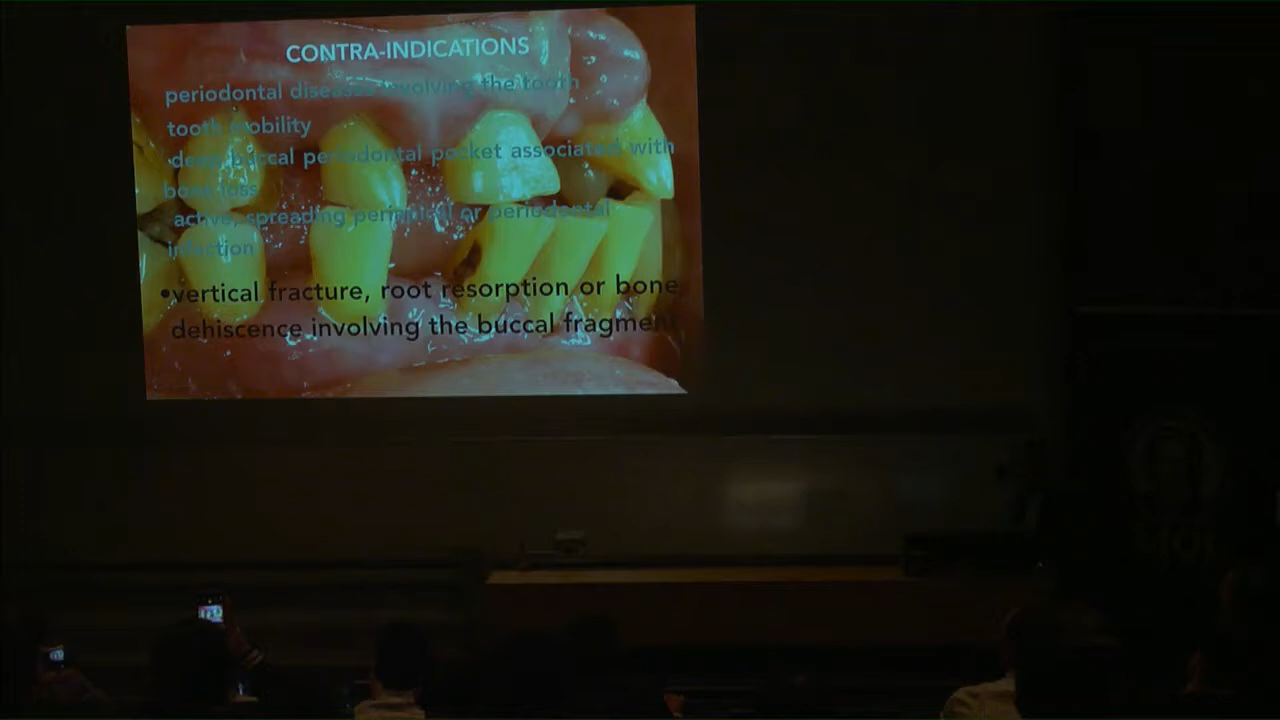 CONTRA-INDICATIONS
periodontal disease involving the tooth
tooth mobility
deep buccal periodontal pocket associated with
bone loss
active, spreading periapical or periodontal
infection
•vertical fracture, root resorption or bone
dehiscence involving the buccal fragment